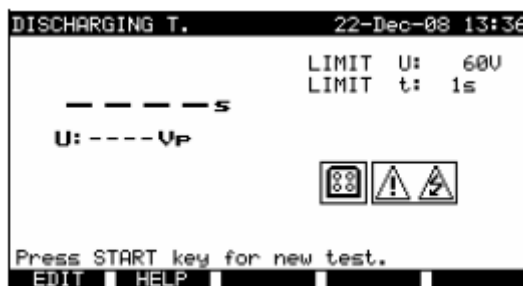 DISCHARGING T. 22-Dec-08 13:36
LIMIT U: 60V
LIMIT t: 1s
----s
U:----Vp
Press START key for new test.
EDIT HELP